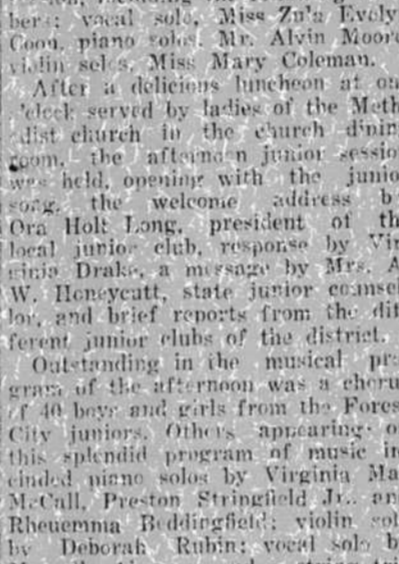 bers; vocal solo, Miss Zula Evely
Coon, piano solos, Mr. Alvin Moore
violin solos, Miss Mary Coleman.
After a delicious luncheon at on
o'clock served by ladies of the Meth
odist church in the church dinin
room, the afternoon junior sessio
was held, opening with the junio
song, the welcome address b
Ora Holt Long, president of th
local junior club, response by Vir
ginia Drake, a message by Mrs. A
W. Honeycutt, state junior counsel
lor, and brief reports from the dif
ferent junior clubs of the district.
Outstanding in the musical pro
gram of the afternoon was a choru
of 40 boys and girls from the Fores
City juniors. Others appearing o
this splendid program of music in
cluded piano solos by Virginia Ma
McCall, Preston Stringfield Jr., an
Rheuemma Beddingfield; violin sol
by Deborah Rubin; vocal solo b